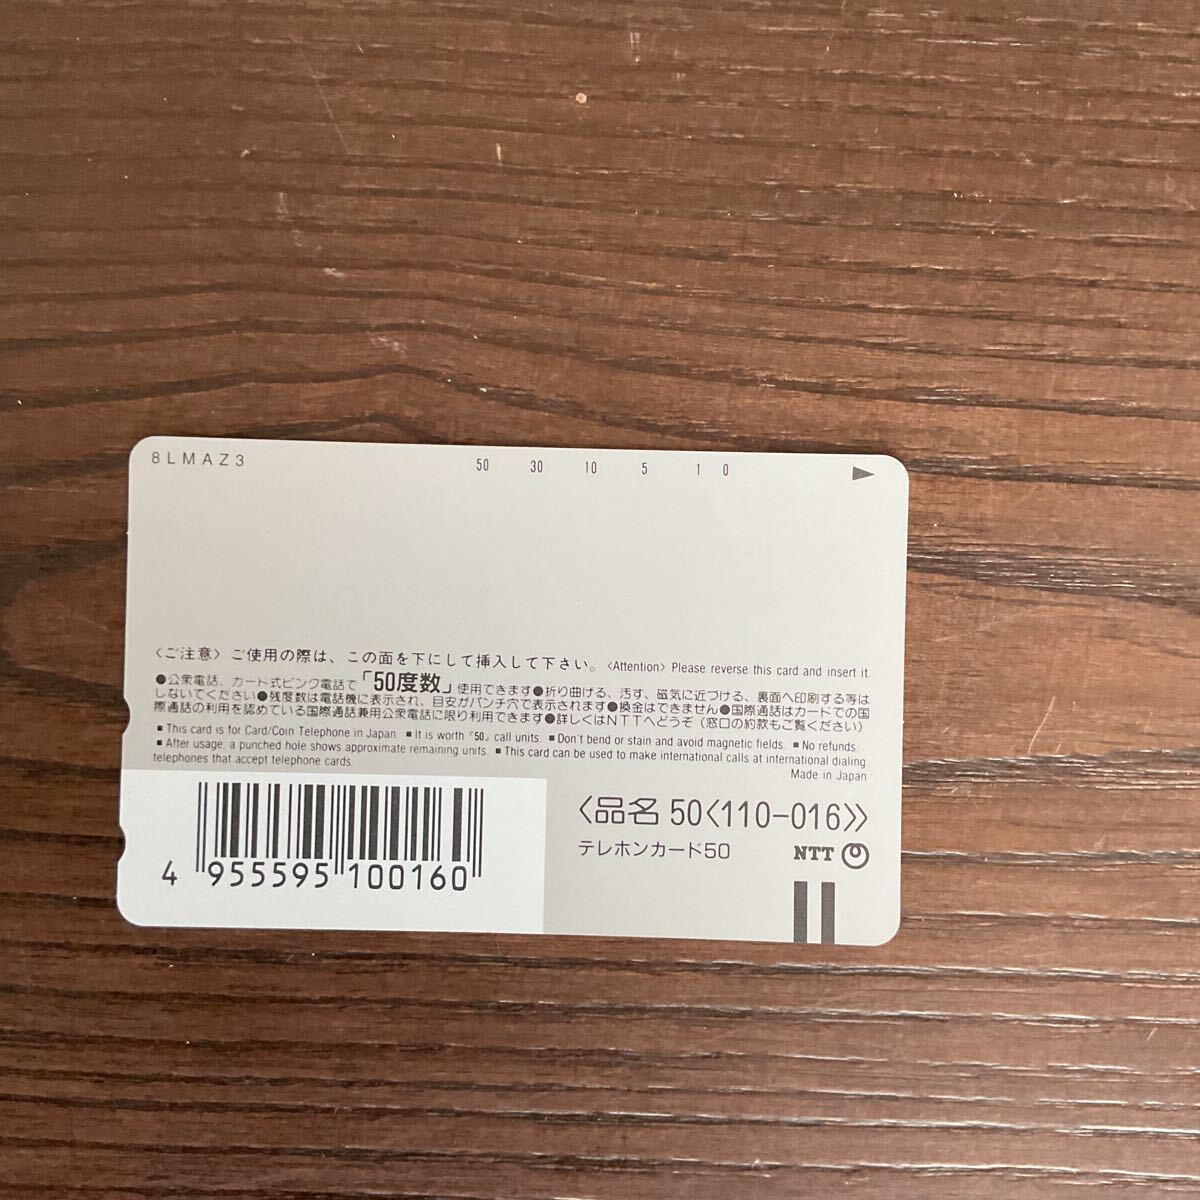 8LMAZ3
50 30 10 5 1 0
〈ご注意〉ご使用の際は、この面を下にして挿入して下さい。〈Attention〉Please reverse this card and insert it.
●公衆電話、カード式ピンク電話で「50度数」使用できます●折り曲げる、汚す、磁気に近づける、裏面へ印刷する等は
しないでください●残度数は電話機に表示され、目安がパンチ穴で表示されます●換金はできません●国際通話はカードでの国
際通話の利用を認めている国際通話兼用公衆電話に限り利用できます●詳しくはNTTへどうぞ(窓口の約款もご覧ください)
■This card is for Card/Coin Telephone in Japan. ■It is worth「50」call units. ■Don't bend or stain and avoid magnetic fields. ■No refunds.
■After usage, a punched hole shows approximate remaining units. ■This card can be used to make international calls at international dialing
telephones that accept telephone cards.
Made in Japan
〈品名 50〈110-016〉〉
テレホンカード50 NTT
4 955595 100160